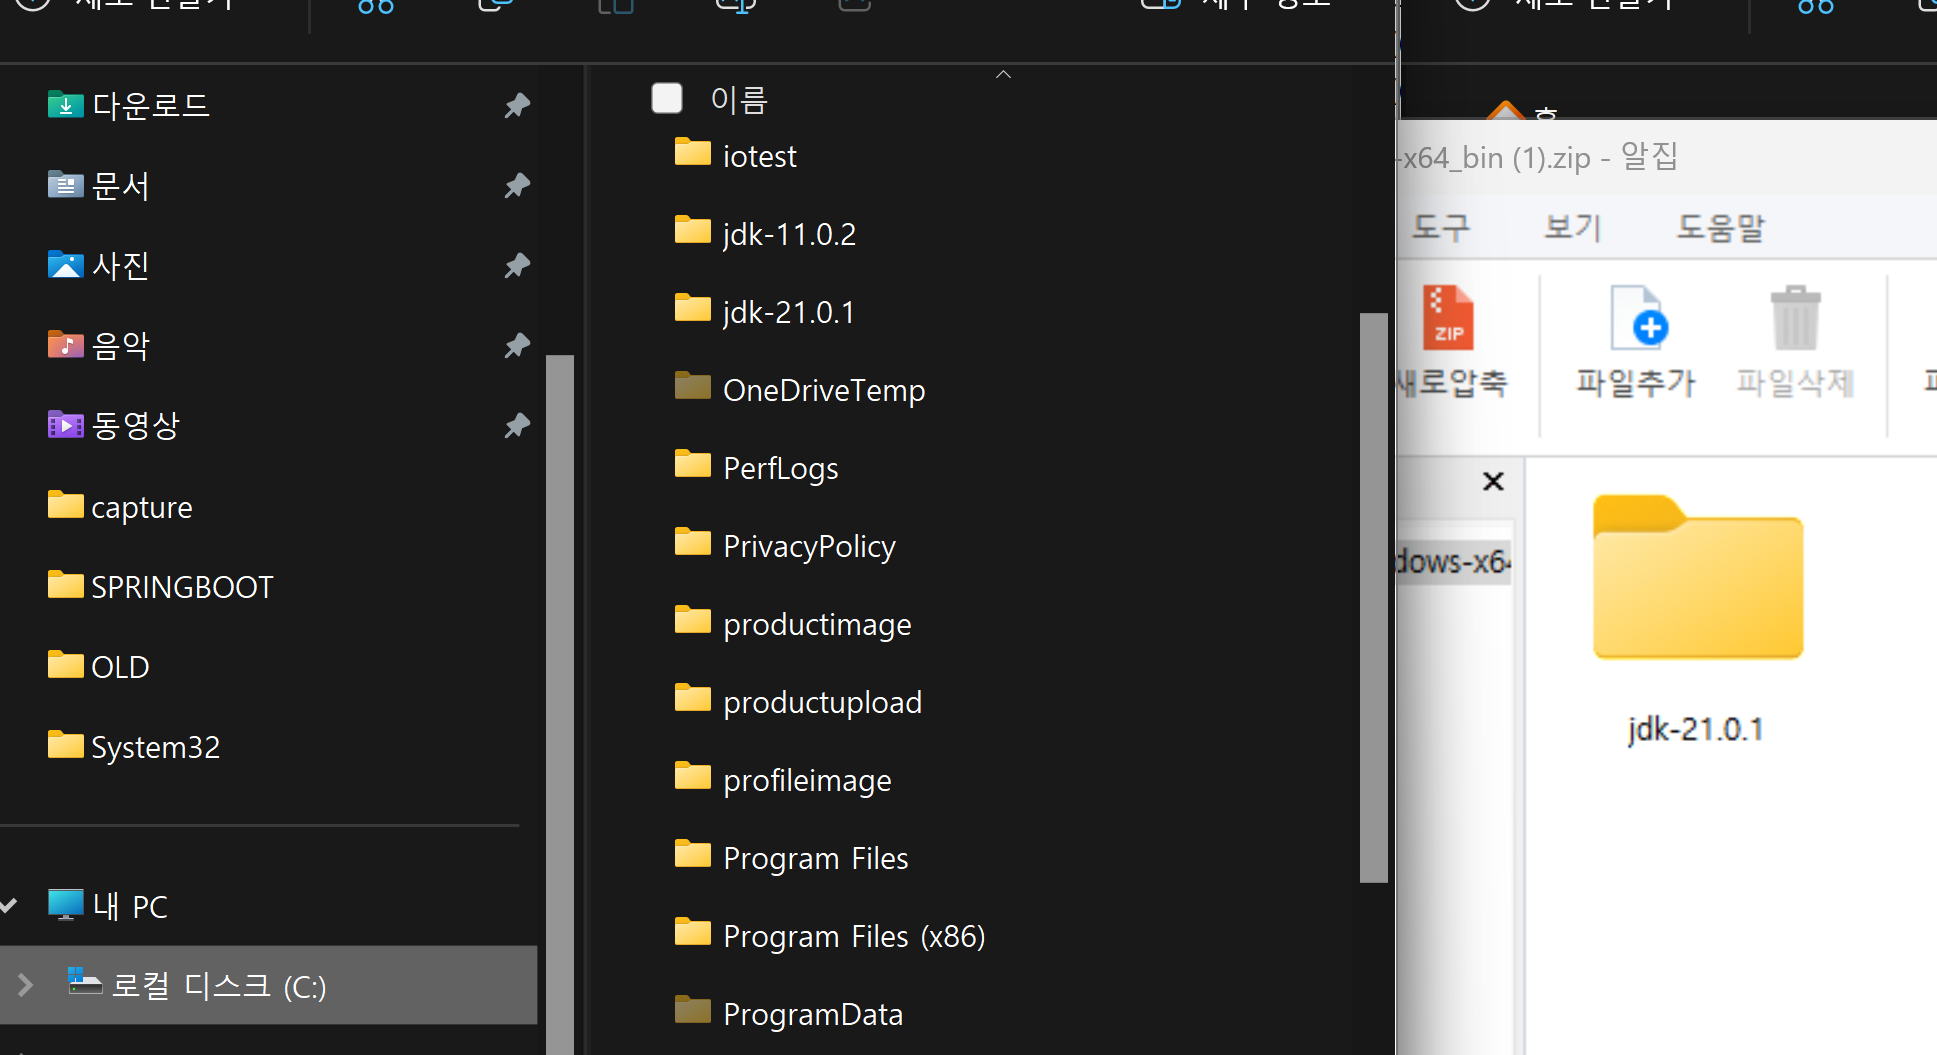 다운로드
문서
사진
음악
동영상
capture
SPRINGBOOT
OLD
System32
내 PC
로컬 디스크 (C:)
이름
iotest
jdk-11.0.2
jdk-21.0.1
OneDriveTemp
PerfLogs
PrivacyPolicy
productimage
productupload
profileimage
Program Files
Program Files (x86)
ProgramData
-x64_bin (1).zip - 알집
도구
보기
도움말
ZIP
새로압축
파일추가
파일삭제
dows-x64
jdk-21.0.1